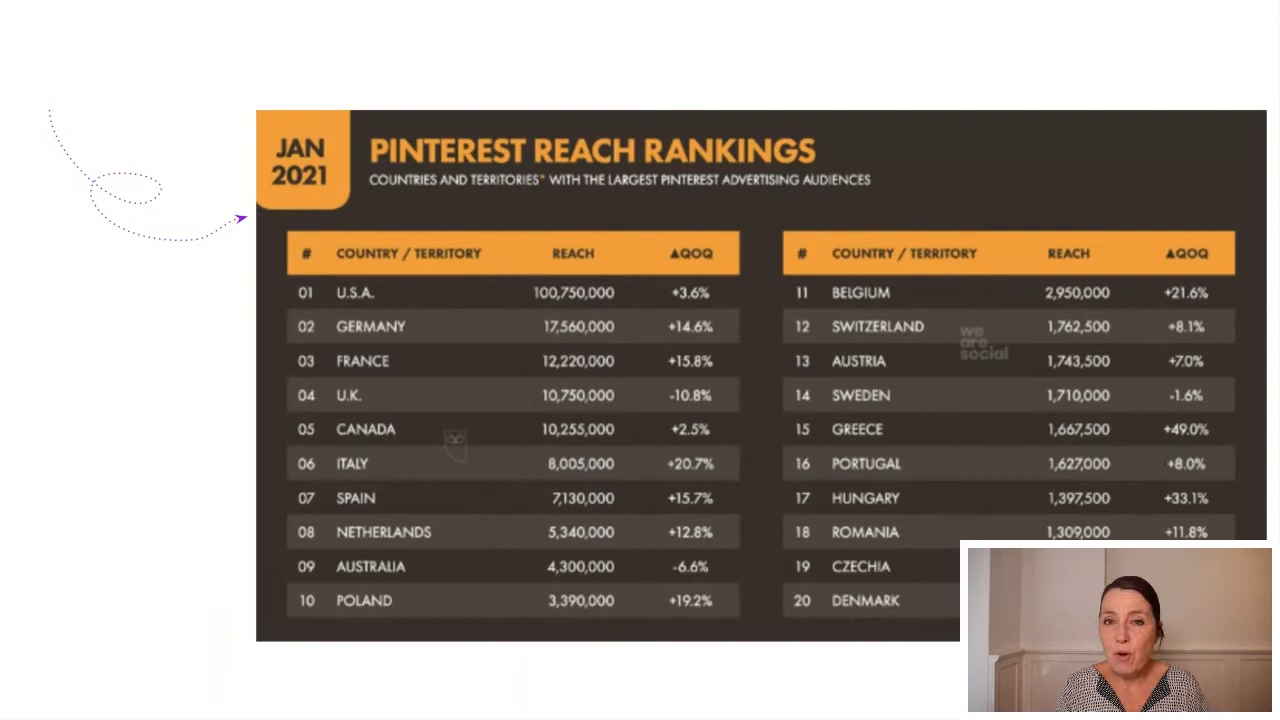 JAN
2021
PINTEREST REACH RANKINGS
COUNTRIES AND TERRITORIES* WITH THE LARGEST PINTEREST ADVERTISING AUDIENCES
# COUNTRY / TERRITORY REACH ▲QOQ
01 U.S.A. 100,750,000 +3.6%
02 GERMANY 17,560,000 +14.6%
03 FRANCE 12,220,000 +15.8%
04 U.K. 10,750,000 -10.8%
05 CANADA 10,255,000 +2.5%
06 ITALY 8,005,000 +20.7%
07 SPAIN 7,130,000 +15.7%
08 NETHERLANDS 5,340,000 +12.8%
09 AUSTRALIA 4,300,000 -6.6%
10 POLAND 3,390,000 +19.2%
# COUNTRY / TERRITORY REACH ▲QOQ
11 BELGIUM 2,950,000 +21.6%
12 SWITZERLAND 1,762,500 +8.1%
13 AUSTRIA 1,743,500 +7.0%
14 SWEDEN 1,710,000 -1.6%
15 GREECE 1,667,500 +49.0%
16 PORTUGAL 1,627,000 +8.0%
17 HUNGARY 1,397,500 +33.1%
18 ROMANIA 1,309,000 +11.8%
19 CZECHIA
20 DENMARK
we
are
social